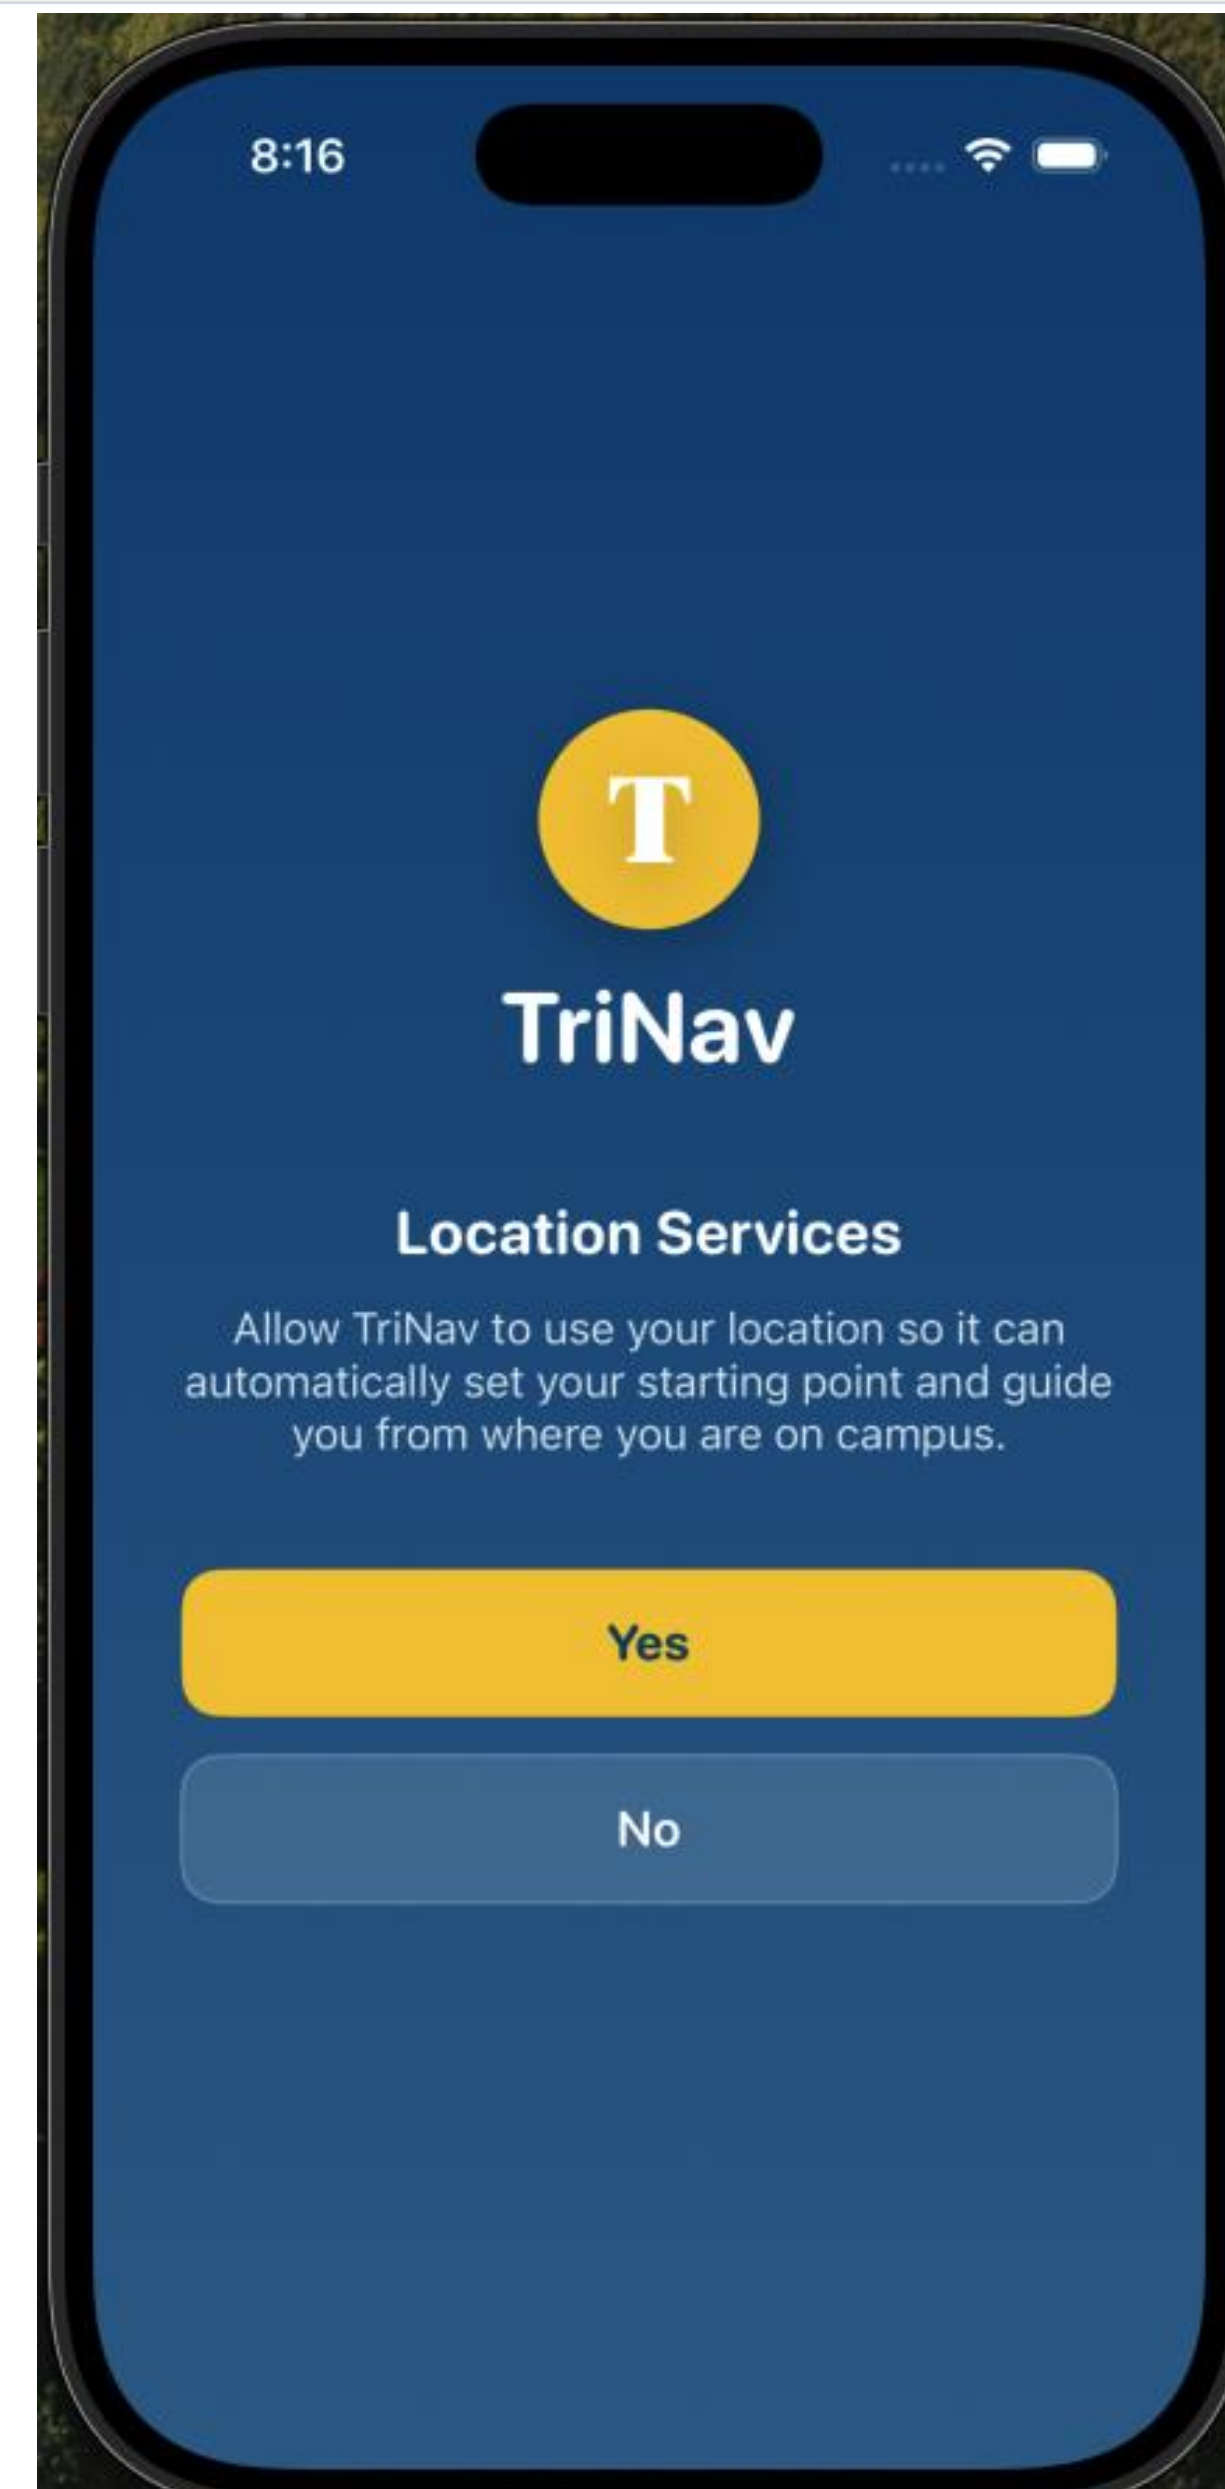 8:16
T
TriNav
Location Services
Allow TriNav to use your location so it can
automatically set your starting point and guide
you from where you are on campus.
Yes
No